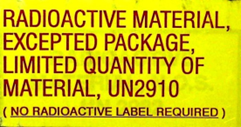 RADIOACTIVE MATERIAL,
EXCEPTED PACKAGE,
LIMITED QUANTITY OF
MATERIAL, UN2910
( NO RADIOACTIVE LABEL REQUIRED )